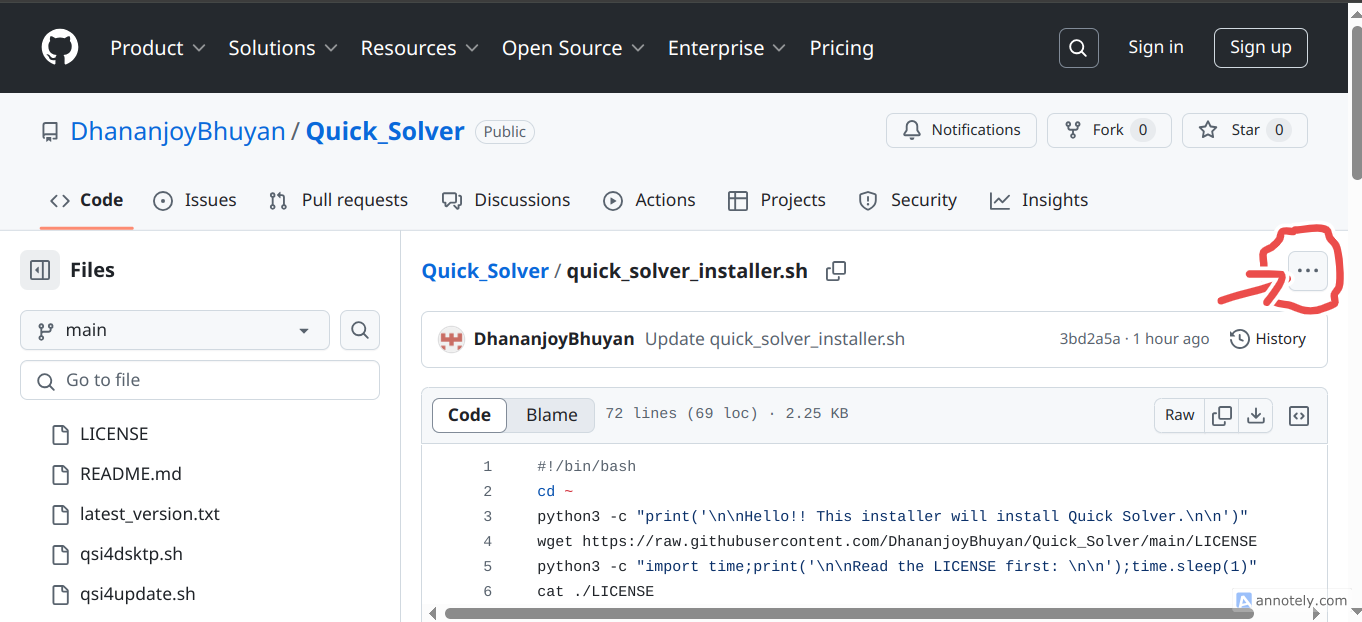 Product Solutions Resources Open Source Enterprise Pricing Sign in Sign up
DhananjoyBhuyan / Quick_Solver Public Notifications Fork 0 Star 0
Code Issues Pull requests Discussions Actions Projects Security Insights
Files
main
Go to file
LICENSE
README.md
latest_version.txt
qsi4dsktp.sh
qsi4update.sh
Quick_Solver / quick_solver_installer.sh
DhananjoyBhuyan Update quick_solver_installer.sh 3bd2a5a · 1 hour ago History
Code Blame 72 lines (69 loc) · 2.25 KB Raw
1 #!/bin/bash
2 cd ~
3 python3 -c "print('\n\nHello!! This installer will install Quick Solver.\n\n')"
4 wget https://raw.githubusercontent.com/DhananjoyBhuyan/Quick_Solver/main/LICENSE
5 python3 -c "import time;print('\n\nRead the LICENSE first: \n\n');time.sleep(1)"
6 cat ./LICENSE
annotely.com